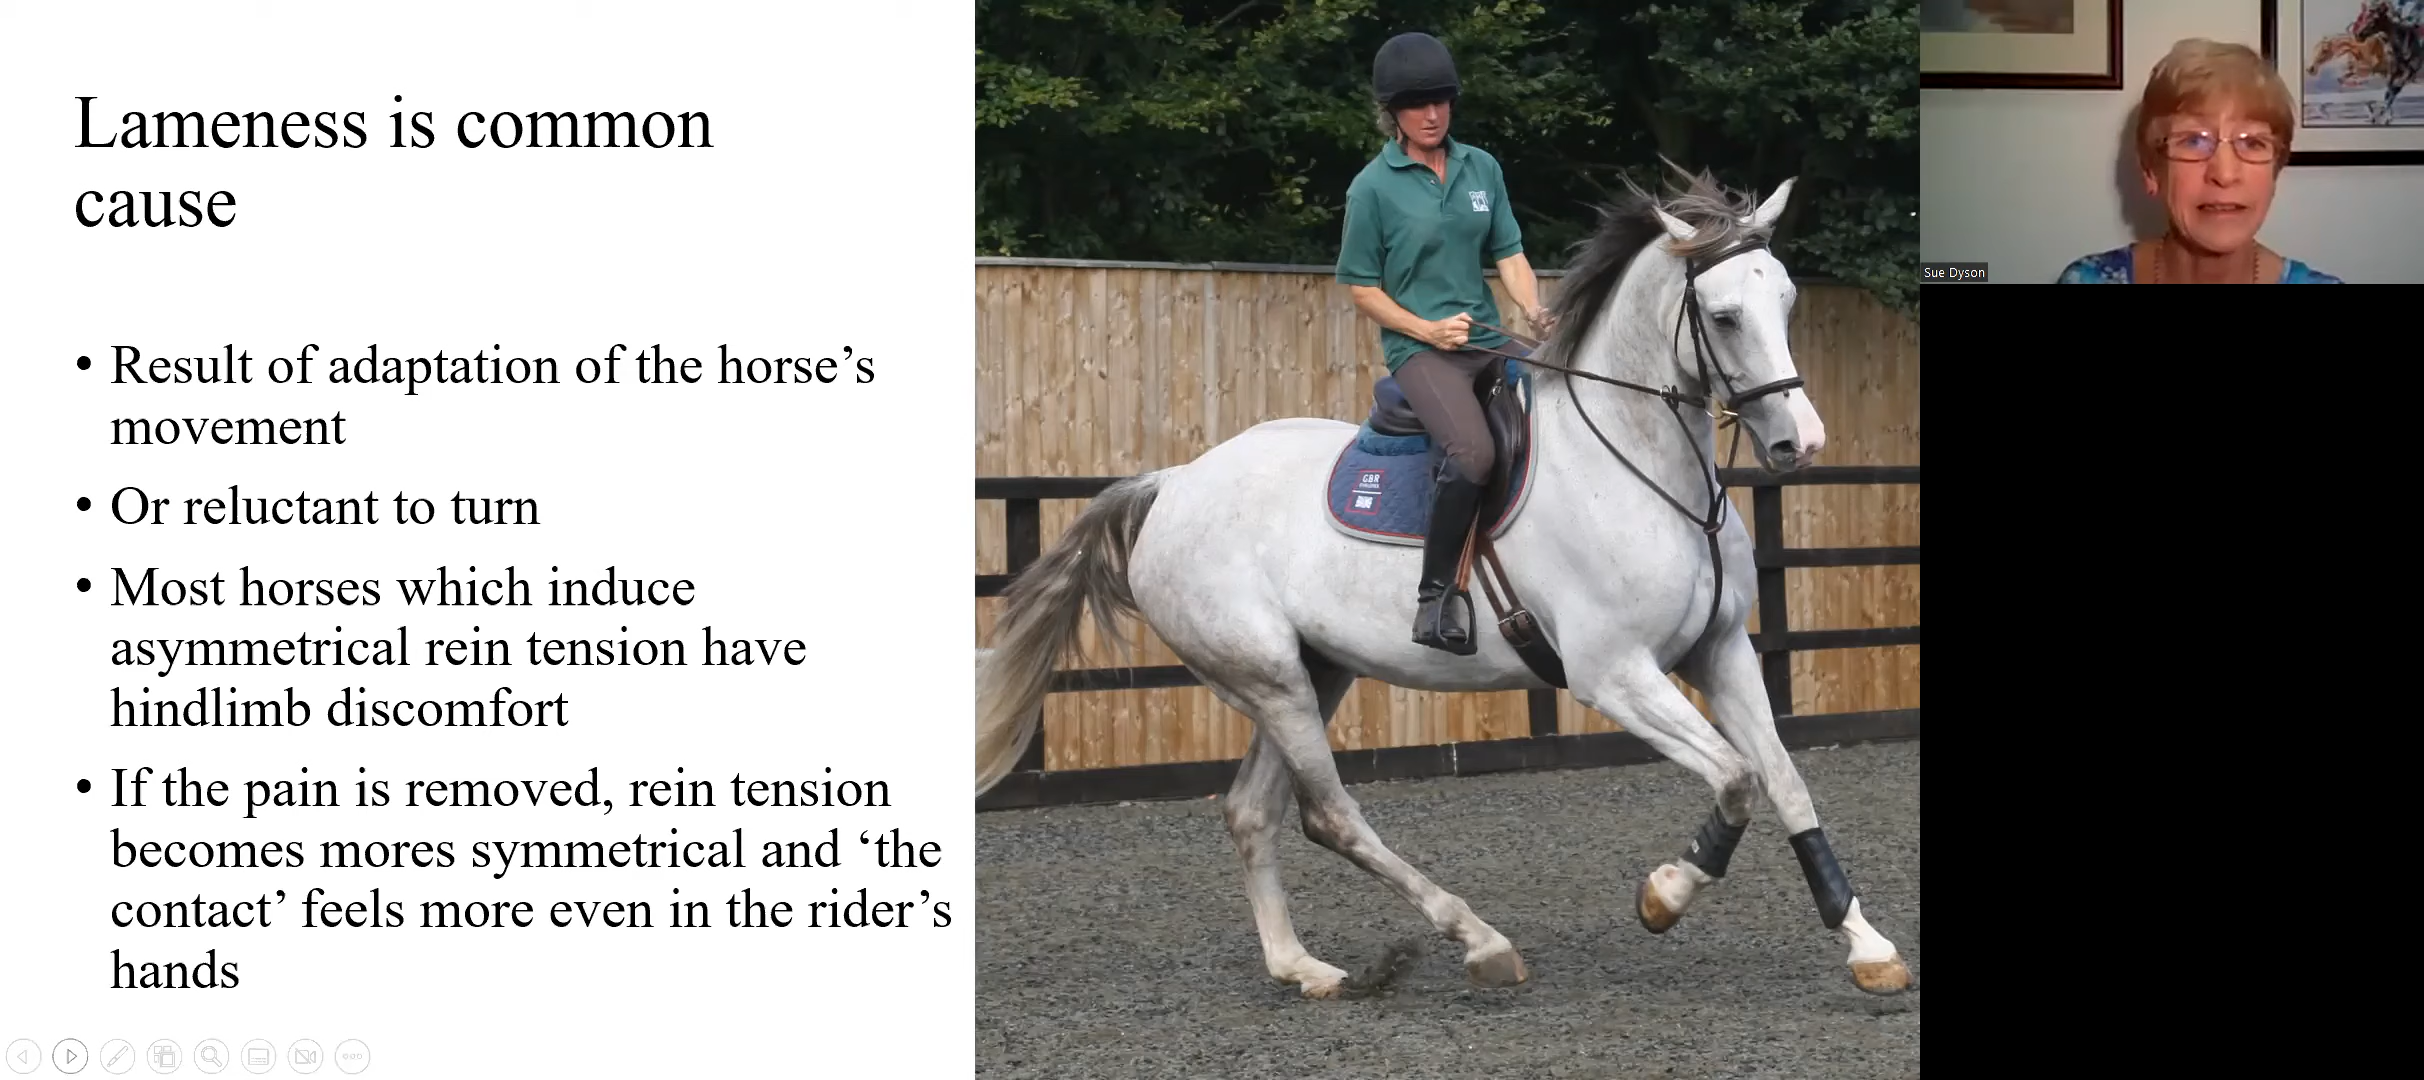 Lameness is common
cause
• Result of adaptation of the horse’s
movement
• Or reluctant to turn
• Most horses which induce
asymmetrical rein tension have
hindlimb discomfort
• If the pain is removed, rein tension
becomes mores symmetrical and ‘the
contact’ feels more even in the rider’s
hands
GBR
Sue Dyson